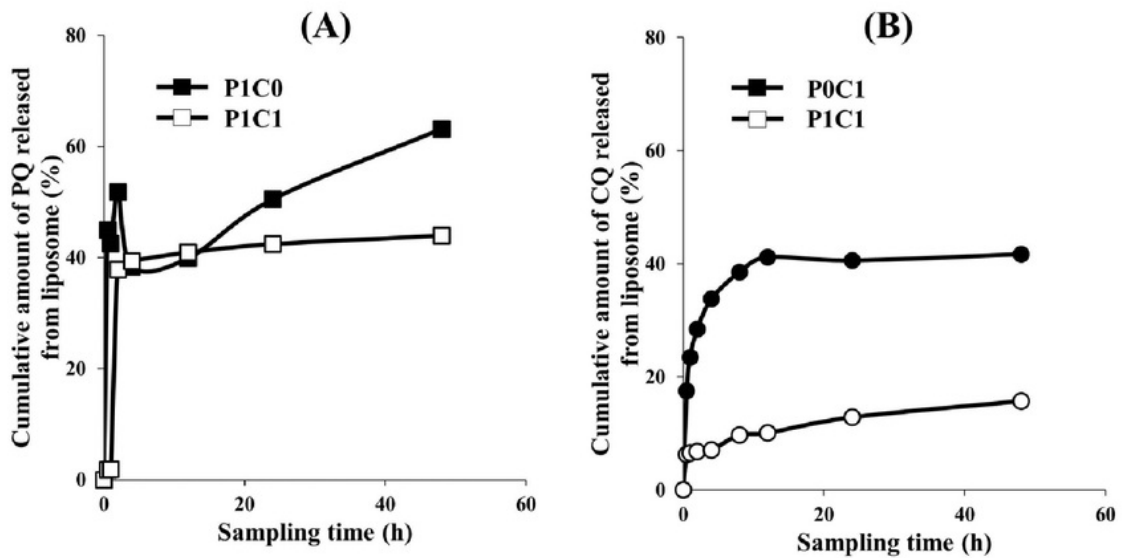 (A)
Cumulative amount of PQ released
from liposome (%)
80
60
40
20
0
P1C0
P1C1
0
20
40
60
Sampling time (h)
(B)
Cumulative amount of CQ released
from liposome (%)
80
60
40
20
0
P0C1
P1C1
0
20
40
60
Sampling time (h)